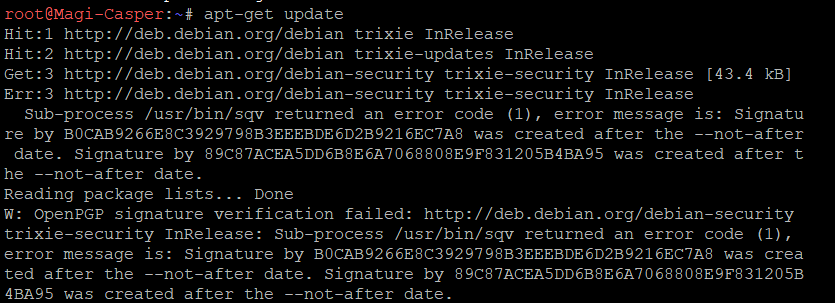 root@Magi-Casper:~# apt-get update
Hit:1 http://deb.debian.org/debian trixie InRelease
Hit:2 http://deb.debian.org/debian trixie-updates InRelease
Get:3 http://deb.debian.org/debian-security trixie-security InRelease [43.4 kB]
Err:3 http://deb.debian.org/debian-security trixie-security InRelease
  Sub-process /usr/bin/sqv returned an error code (1), error message is: Signatu
re by B0CAB9266E8C3929798B3EEEBDE6D2B9216EC7A8 was created after the --not-after
 date. Signature by 89C87ACEA5DD6B8E6A7068808E9F831205B4BA95 was created after t
he --not-after date.
Reading package lists... Done
W: OpenPGP signature verification failed: http://deb.debian.org/debian-security
trixie-security InRelease: Sub-process /usr/bin/sqv returned an error code (1),
error message is: Signature by B0CAB9266E8C3929798B3EEEBDE6D2B9216EC7A8 was crea
ted after the --not-after date. Signature by 89C87ACEA5DD6B8E6A7068808E9F831205B
4BA95 was created after the --not-after date.